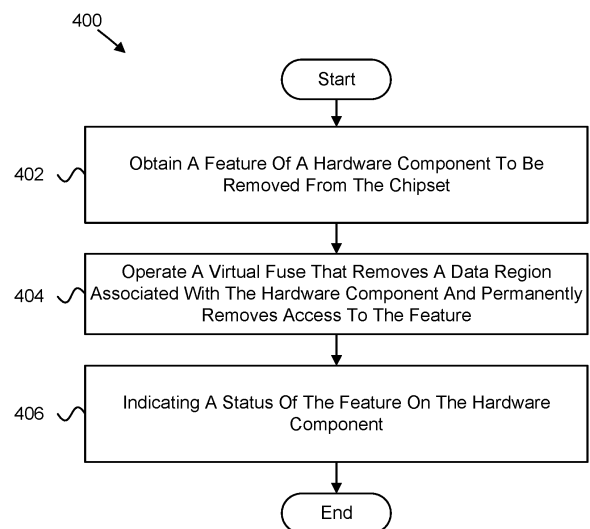 400
Start
402
Obtain A Feature Of A Hardware Component To Be
Removed From The Chipset
404
Operate A Virtual Fuse That Removes A Data Region
Associated With The Hardware Component And Permanently
Removes Access To The Feature
406
Indicating A Status Of The Feature On The Hardware
Component
End